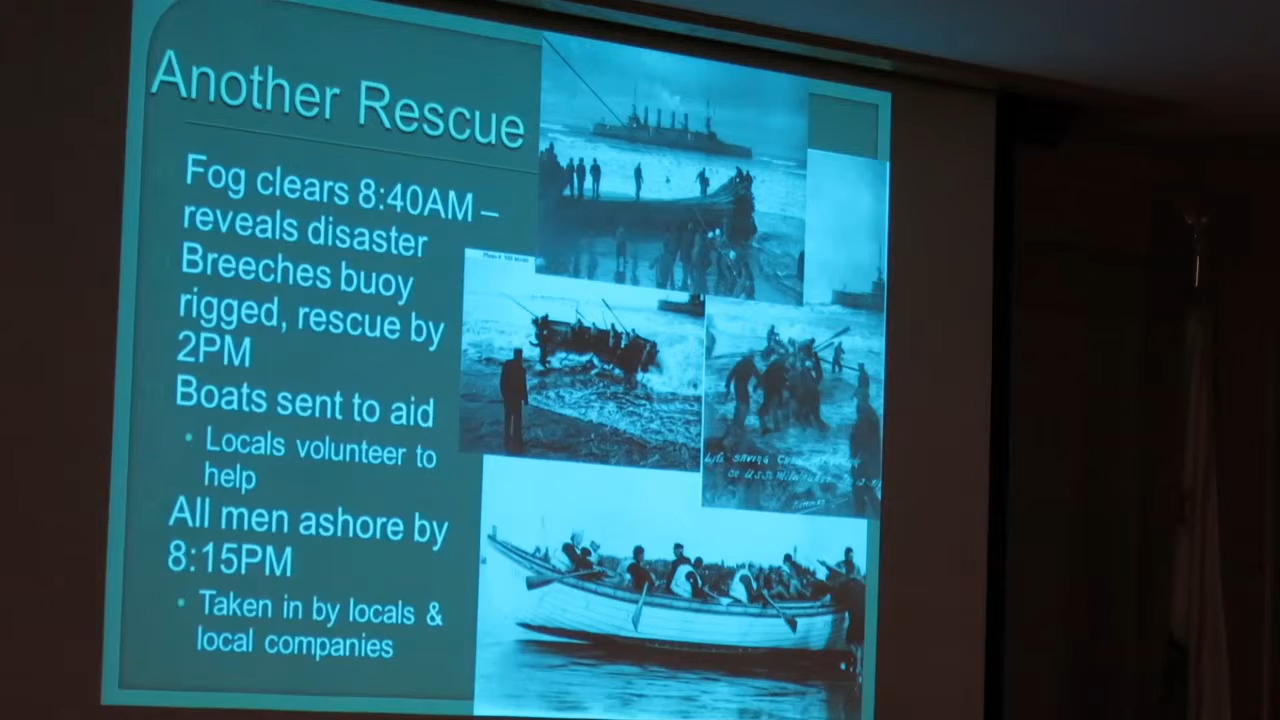 Another Rescue
Fog clears 8:40AM –
reveals disaster
Breeches buoy
rigged, rescue by
2PM
Boats sent to aid
• Locals volunteer to
help
All men ashore by
8:15PM
• Taken in by locals &
local companies
Photo #
Life saving